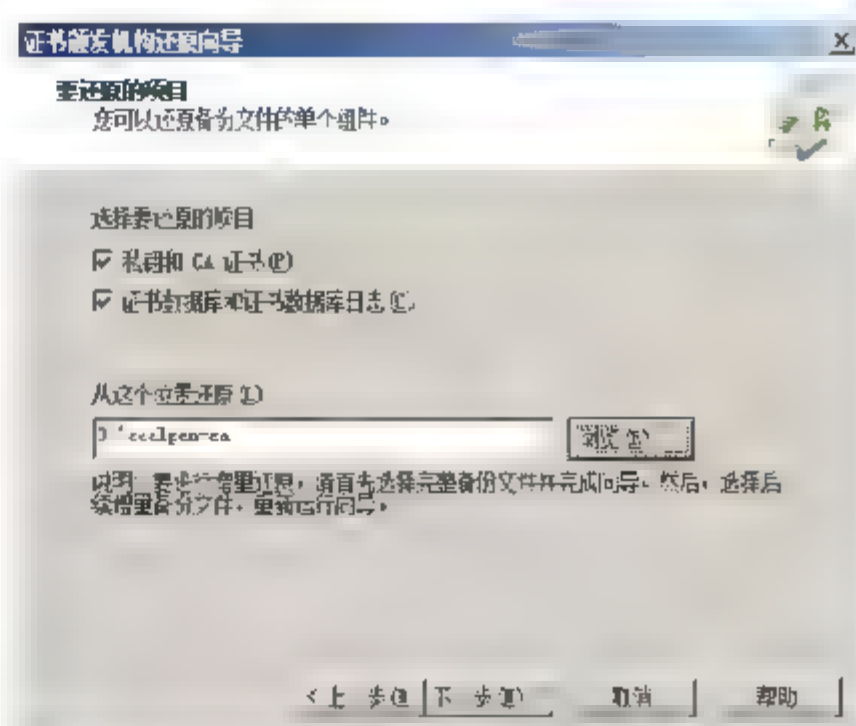 证书颁发机构还原向导
要还原的项目
您可以还原备份文件的单个组件。
选择要还原的项目
私钥和 CA 证书(P)
证书数据库和证书数据库日志(C)
从这个位置还原(L)
浏览
说明: 要进行增量还原，请首先选择完整备份文件并完成向导。然后，选择后
续增量备份文件，重新运行向导。
<上一步(B 下一步(N) 取消 帮助